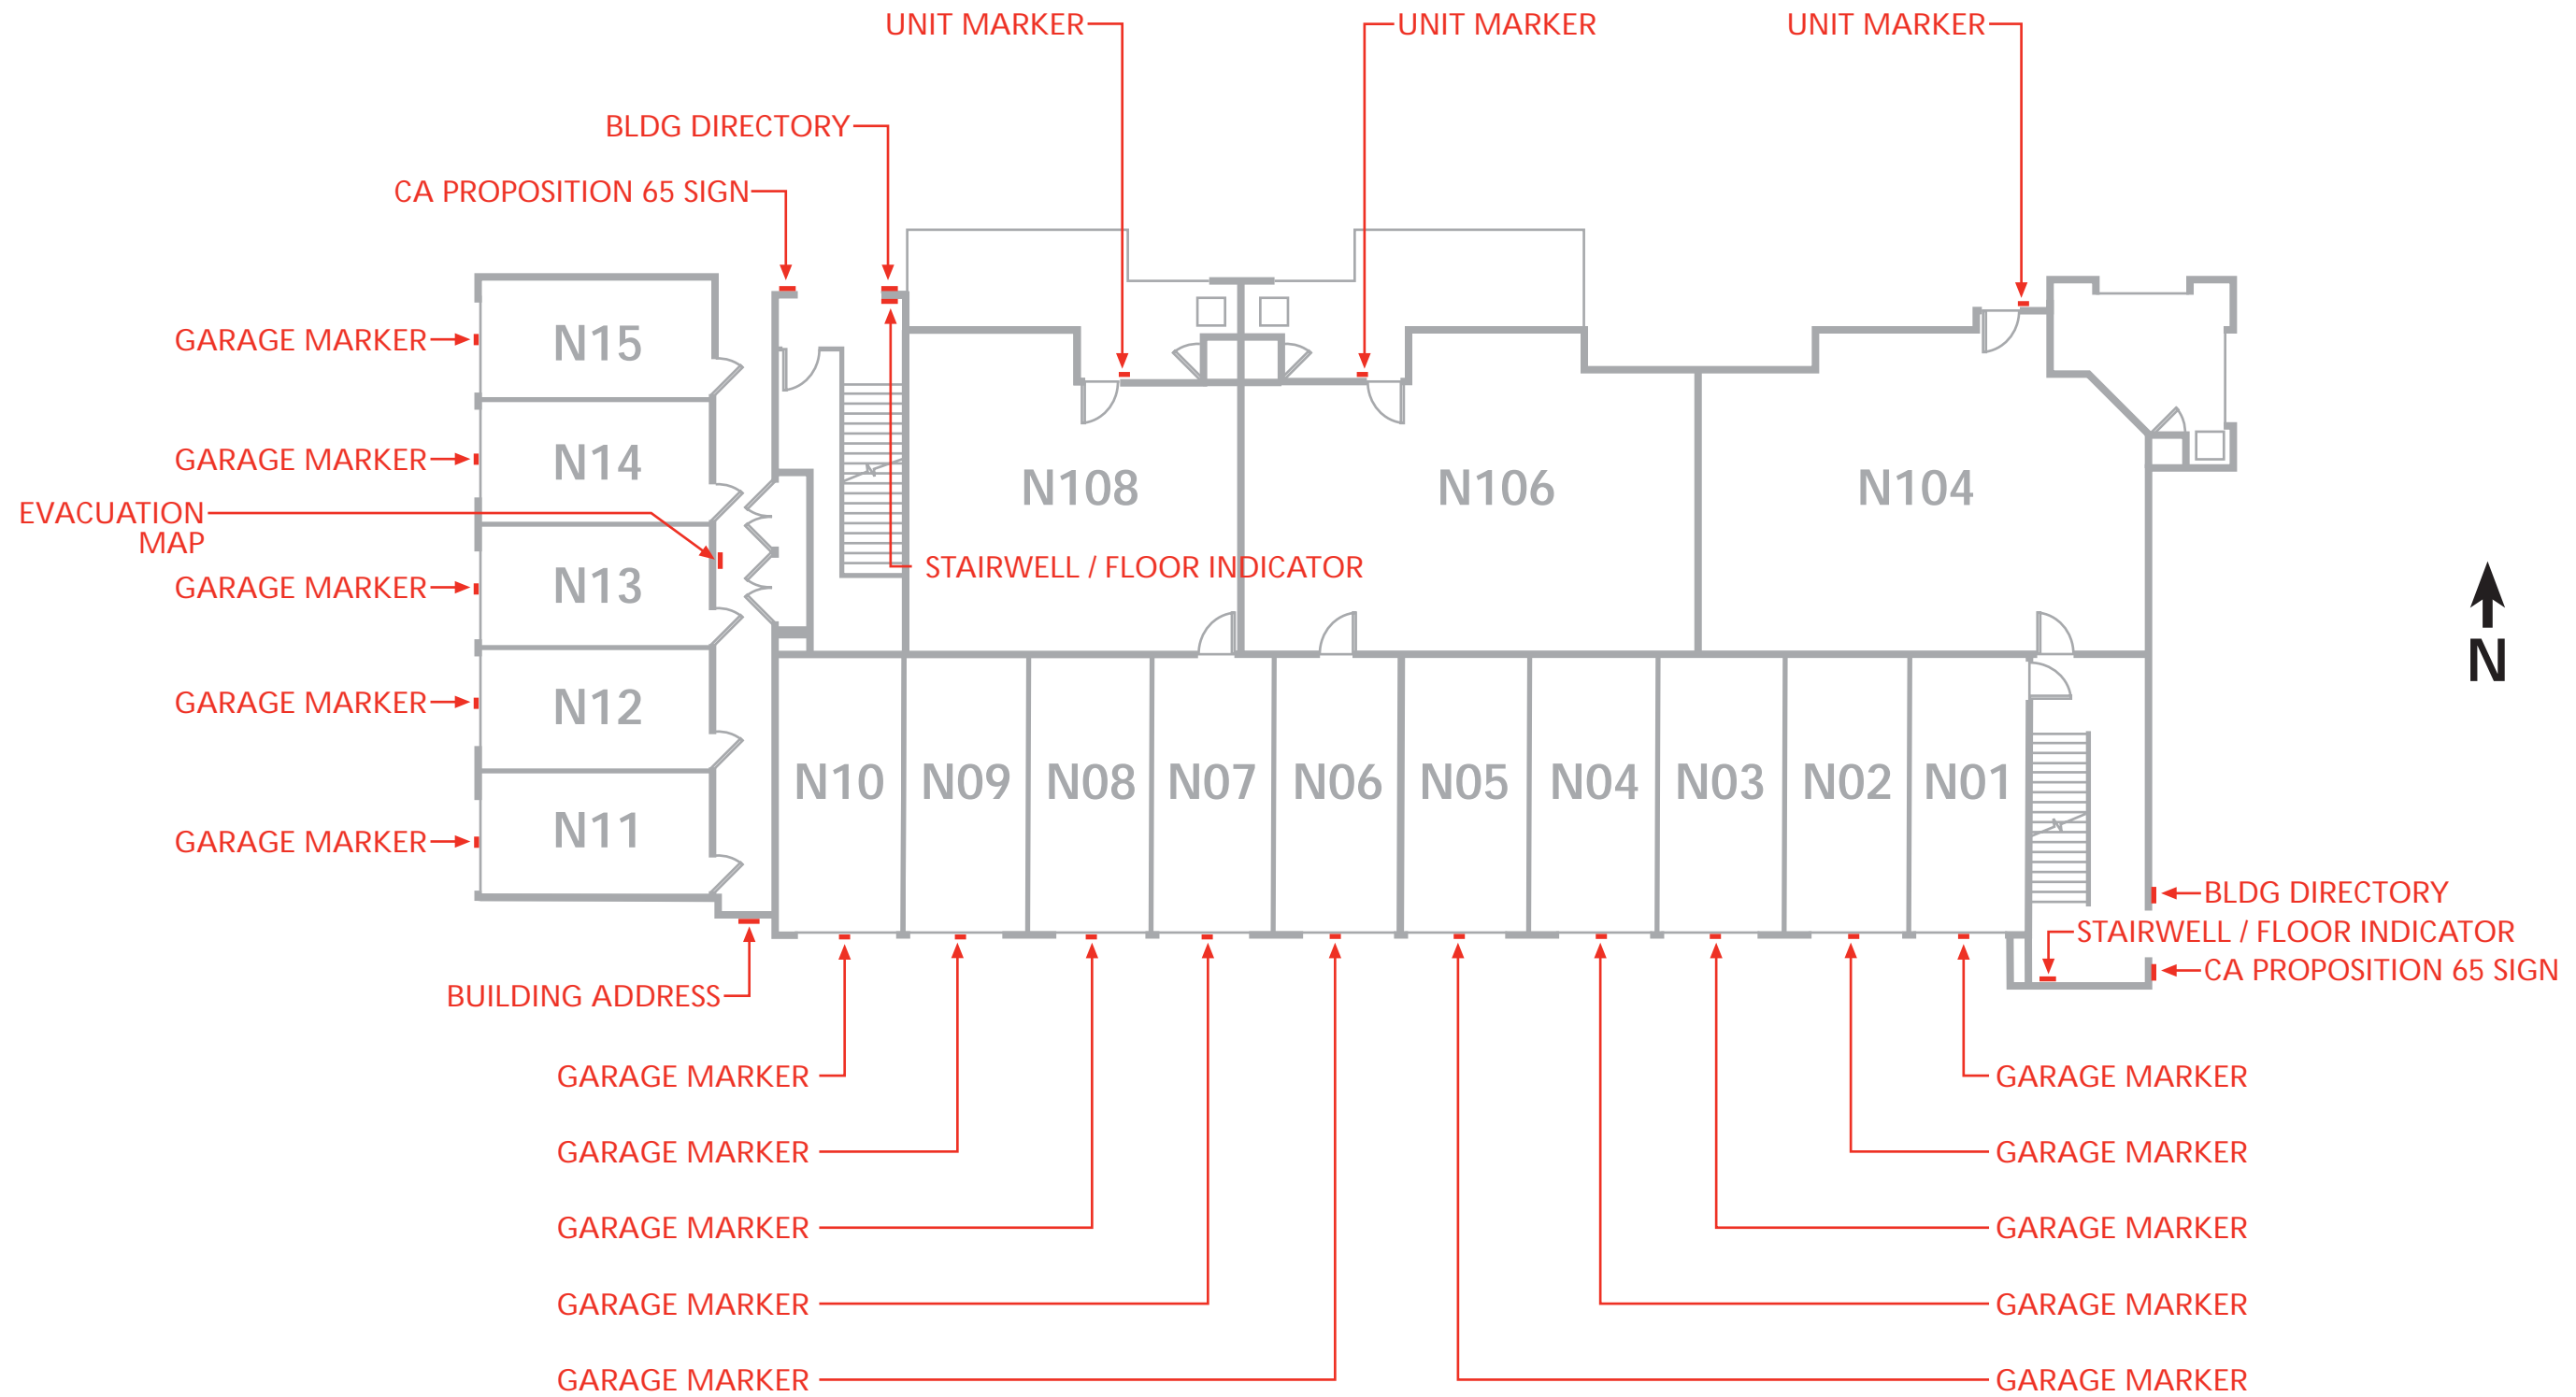 UNIT MARKER
UNIT MARKER
UNIT MARKER
BLDG DIRECTORY
CA PROPOSITION 65 SIGN
GARAGE MARKER
N15
GARAGE MARKER
N14
N108
N106
N104
EVACUATION
MAP
STAIRWELL / FLOOR INDICATOR
GARAGE MARKER
N13
N
GARAGE MARKER
N12
N10
N09
N08
N07
N06
N05
N04
N03
N02
N01
GARAGE MARKER
N11
BLDG DIRECTORY
STAIRWELL / FLOOR INDICATOR
CA PROPOSITION 65 SIGN
BUILDING ADDRESS
GARAGE MARKER
GARAGE MARKER
GARAGE MARKER
GARAGE MARKER
GARAGE MARKER
GARAGE MARKER
GARAGE MARKER
GARAGE MARKER
GARAGE MARKER
GARAGE MARKER